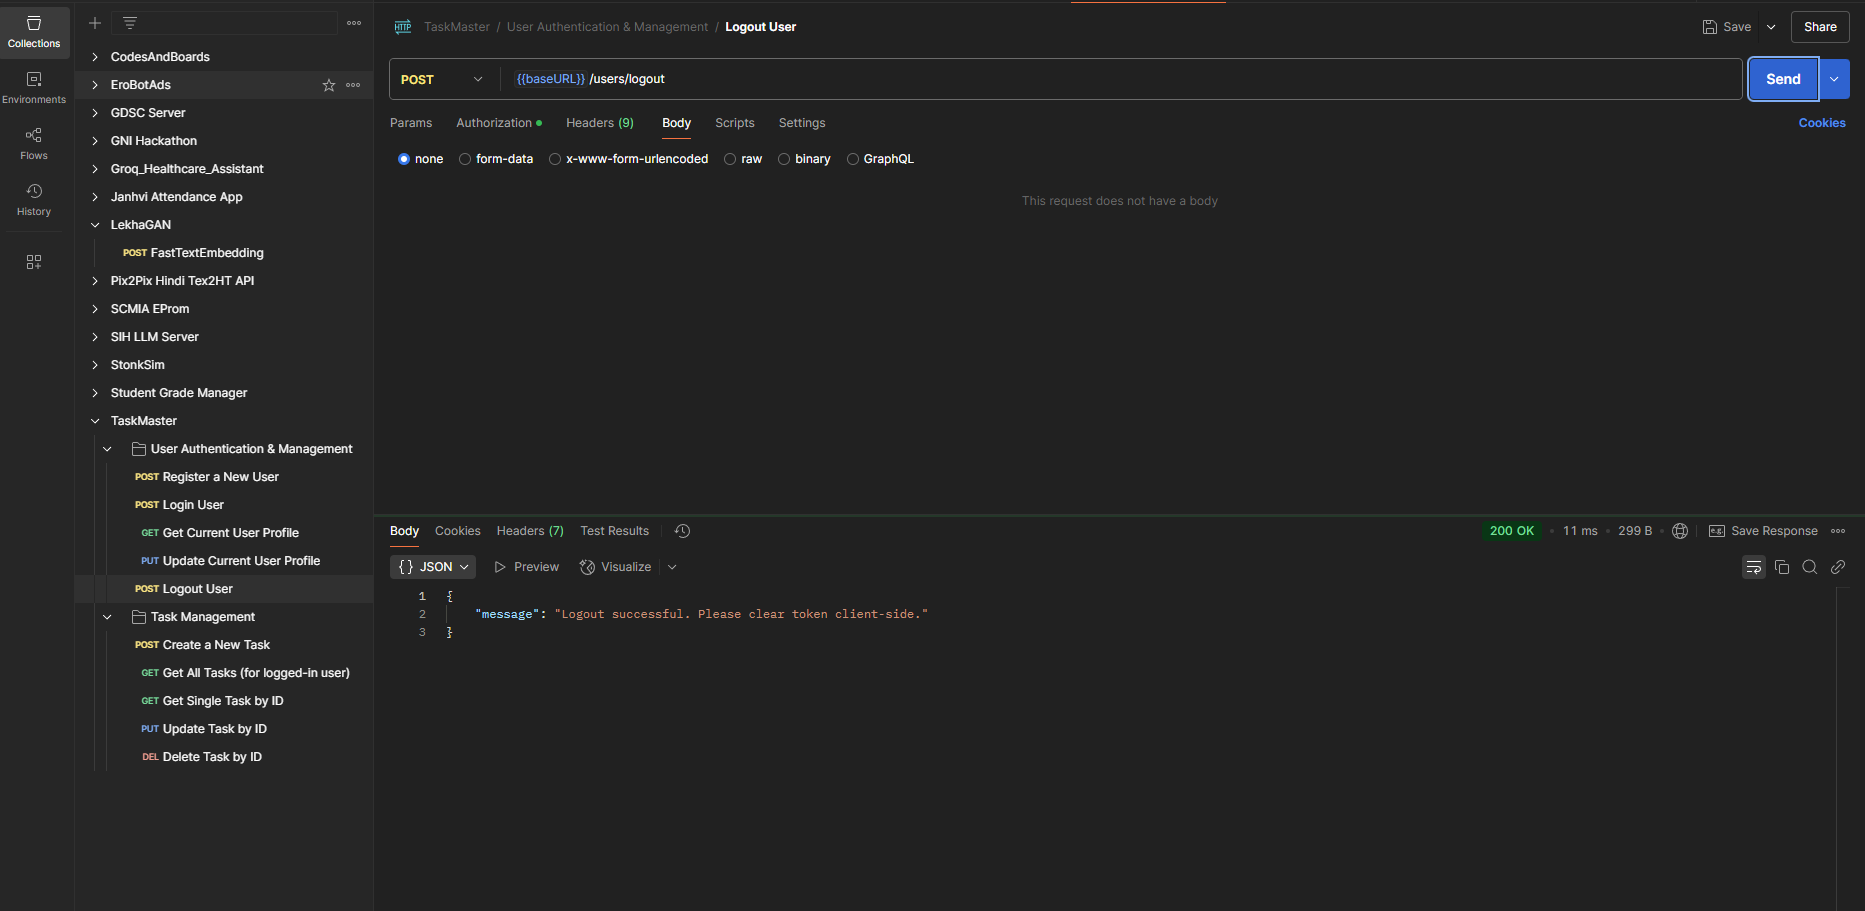 Collections
Environments
Flows
History
CodesAndBoards
EroBotAds
GDSC Server
GNI Hackathon
Groq_Healthcare_Assistant
Janhvi Attendance App
LekhaGAN
POST FastTextEmbedding
Pix2Pix Hindi Tex2HT API
SCMIA EProm
SIH LLM Server
StonkSim
Student Grade Manager
TaskMaster
User Authentication & Management
POST Register a New User
POST Login User
GET Get Current User Profile
PUT Update Current User Profile
POST Logout User
Task Management
POST Create a New Task
GET Get All Tasks (for logged-in user)
GET Get Single Task by ID
PUT Update Task by ID
DEL Delete Task by ID
HTTP TaskMaster / User Authentication & Management / Logout User
Save Share
POST {{baseURL}} /users/logout Send
Params Authorization Headers (9) Body Scripts Settings Cookies
none form-data x-www-form-urlencoded raw binary GraphQL
This request does not have a body
Body Cookies Headers (7) Test Results 200 OK • 11 ms • 299 B • e.g. Save Response
{} JSON Preview Visualize
1 {
2 "message": "Logout successful. Please clear token client-side."
3 }